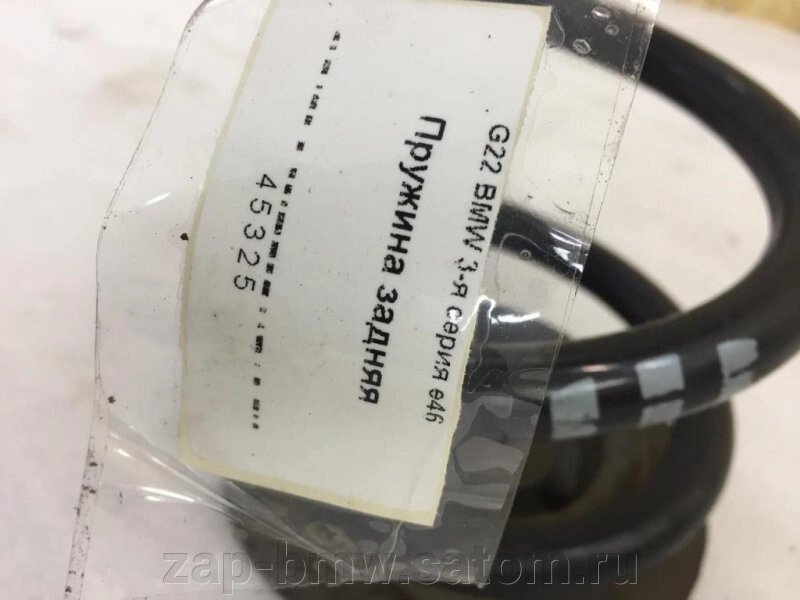 G22 BMW 3-я серия е46
Пружина задняя
45325
zap-bmw.satom.ru